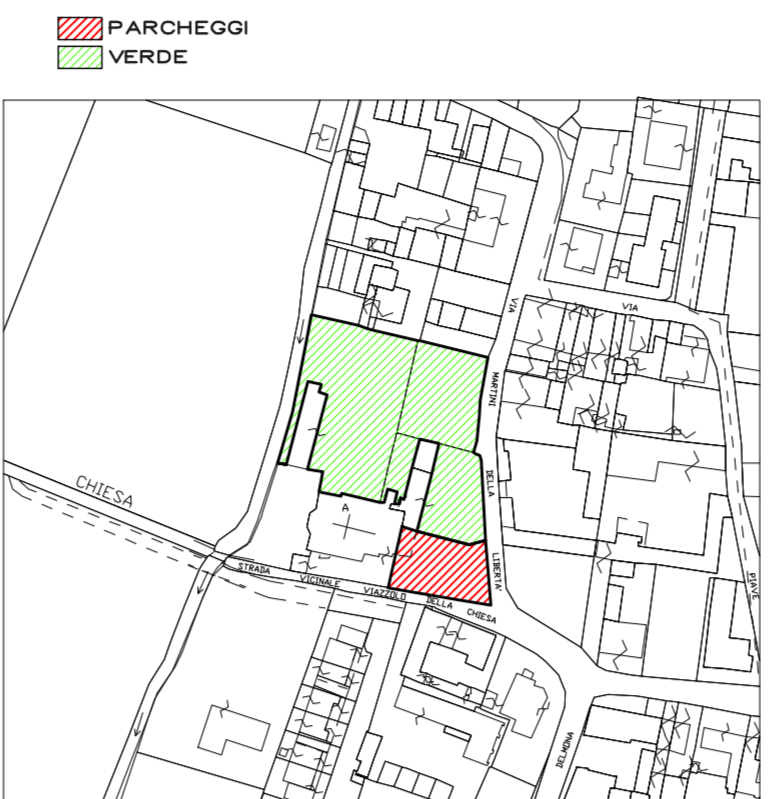 PARCHEGGI
VERDE
VIA
VIA
MARTINI
DELLA
LIBERTA'
CHIESA
A
STRADA VICINALE VIAZZOLO DELLA CHIESA
PIAVE
DELMONA